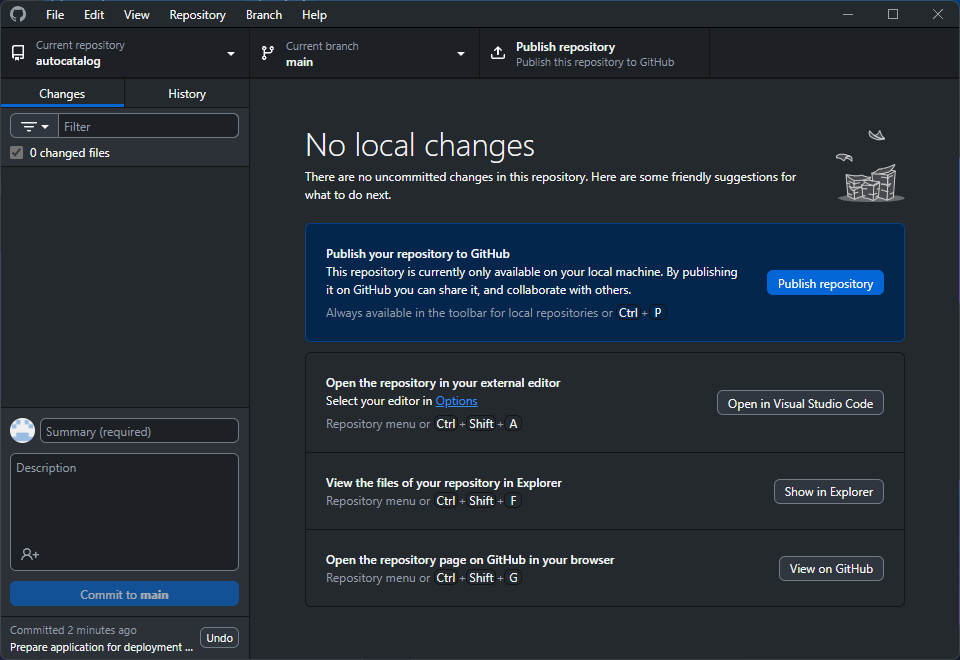 File Edit View Repository Branch Help
Current repository
autocatalog
Current branch
main
Publish repository
Publish this repository to GitHub
Changes
History
Filter
0 changed files
No local changes
There are no uncommitted changes in this repository. Here are some friendly suggestions for
what to do next.
Publish your repository to GitHub
This repository is currently only available on your local machine. By publishing
it on GitHub you can share it, and collaborate with others.
Always available in the toolbar for local repositories or Ctrl + P
Publish repository
Open the repository in your external editor
Select your editor in Options
Repository menu or Ctrl + Shift + A
Open in Visual Studio Code
View the files of your repository in Explorer
Repository menu or Ctrl + Shift + F
Show in Explorer
Open the repository page on GitHub in your browser
Repository menu or Ctrl + Shift + G
View on GitHub
Summary (required)
Description
Commit to main
Committed 2 minutes ago
Prepare application for deployment ...
Undo